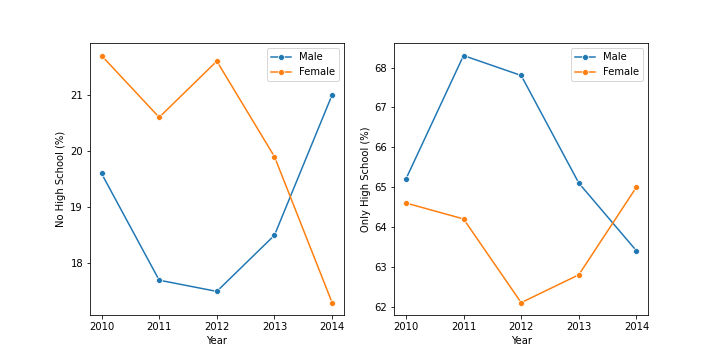 No High School (%)
21
20
19
18
2010 2011 2012 2013 2014
Year
Male
Female
Only High School (%)
68
67
66
65
64
63
62
2010 2011 2012 2013 2014
Year
Male
Female